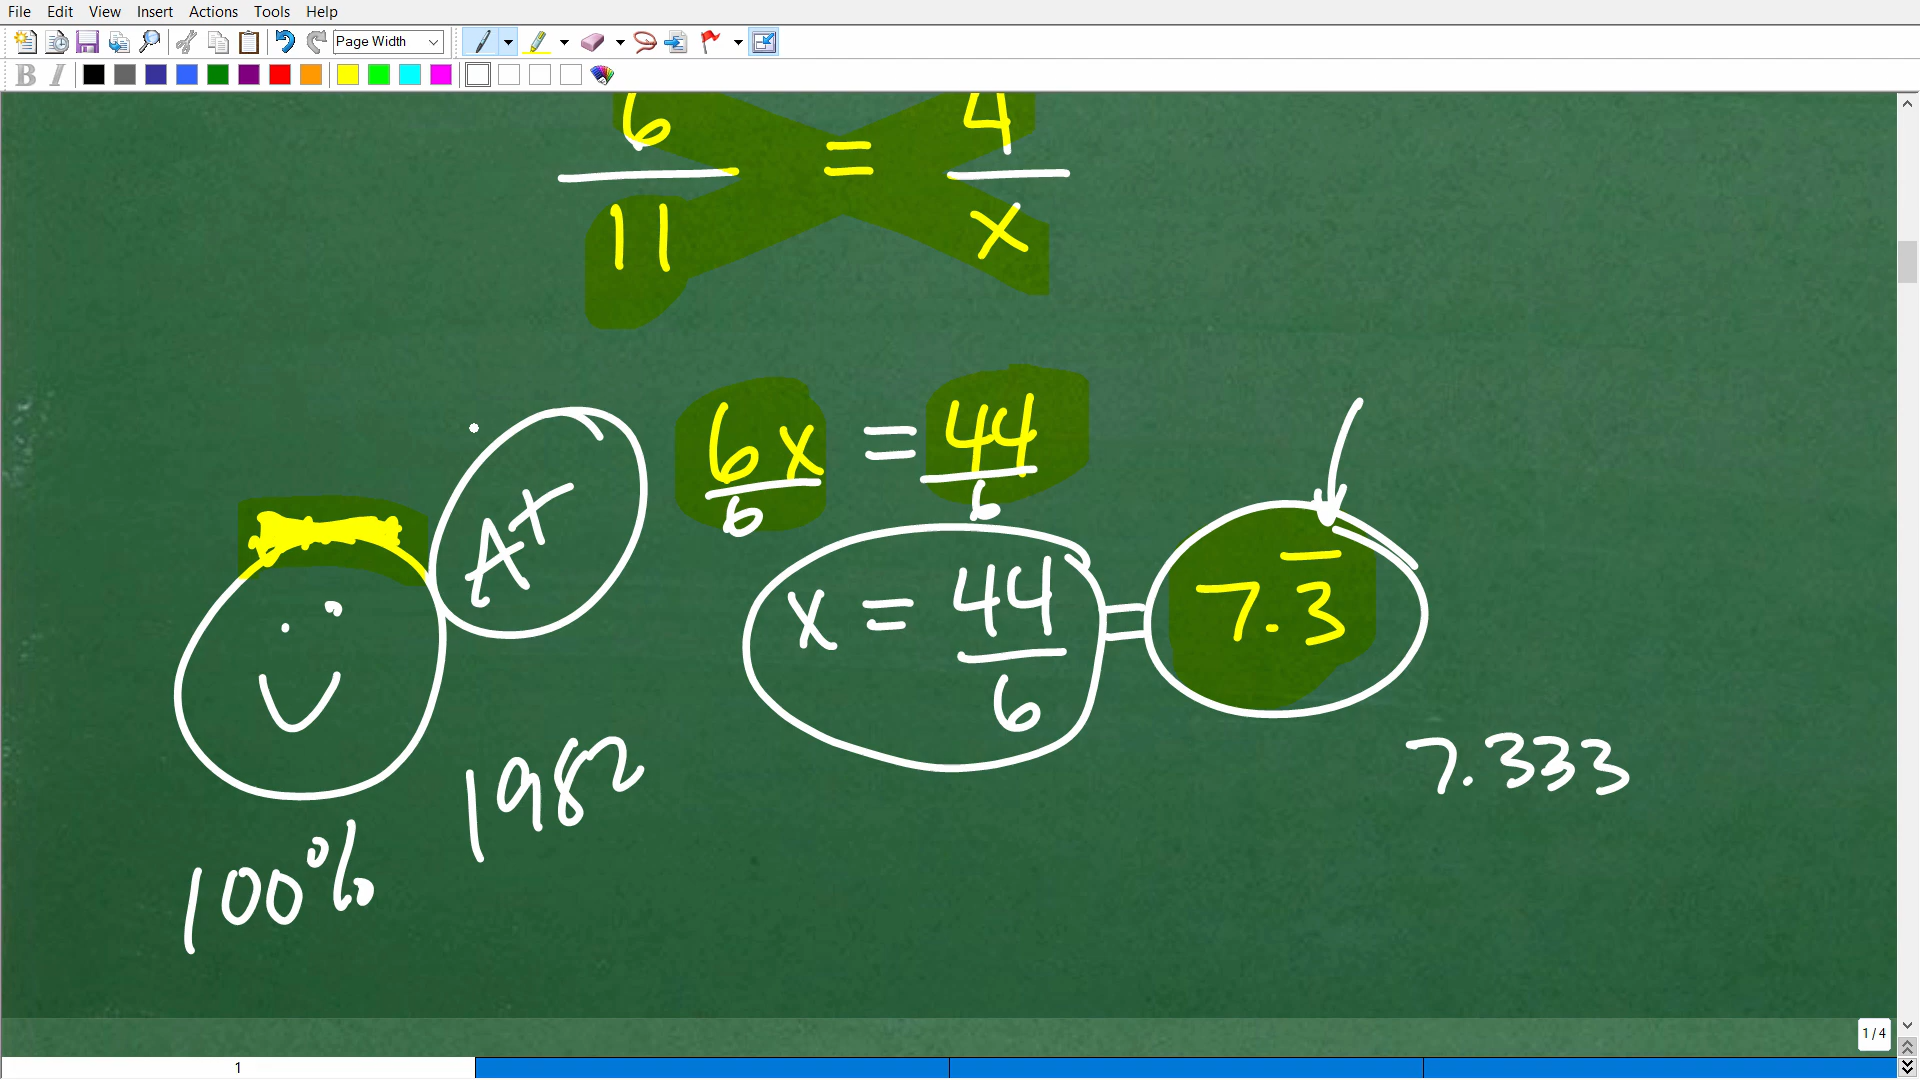 File Edit View Insert Actions Tools Help
Page Width
B I
6 = 4
11 x
6x = 44
6 6
A+
x = 44 = 7.3̅
6
7.333
1982
100%
1 / 4
1